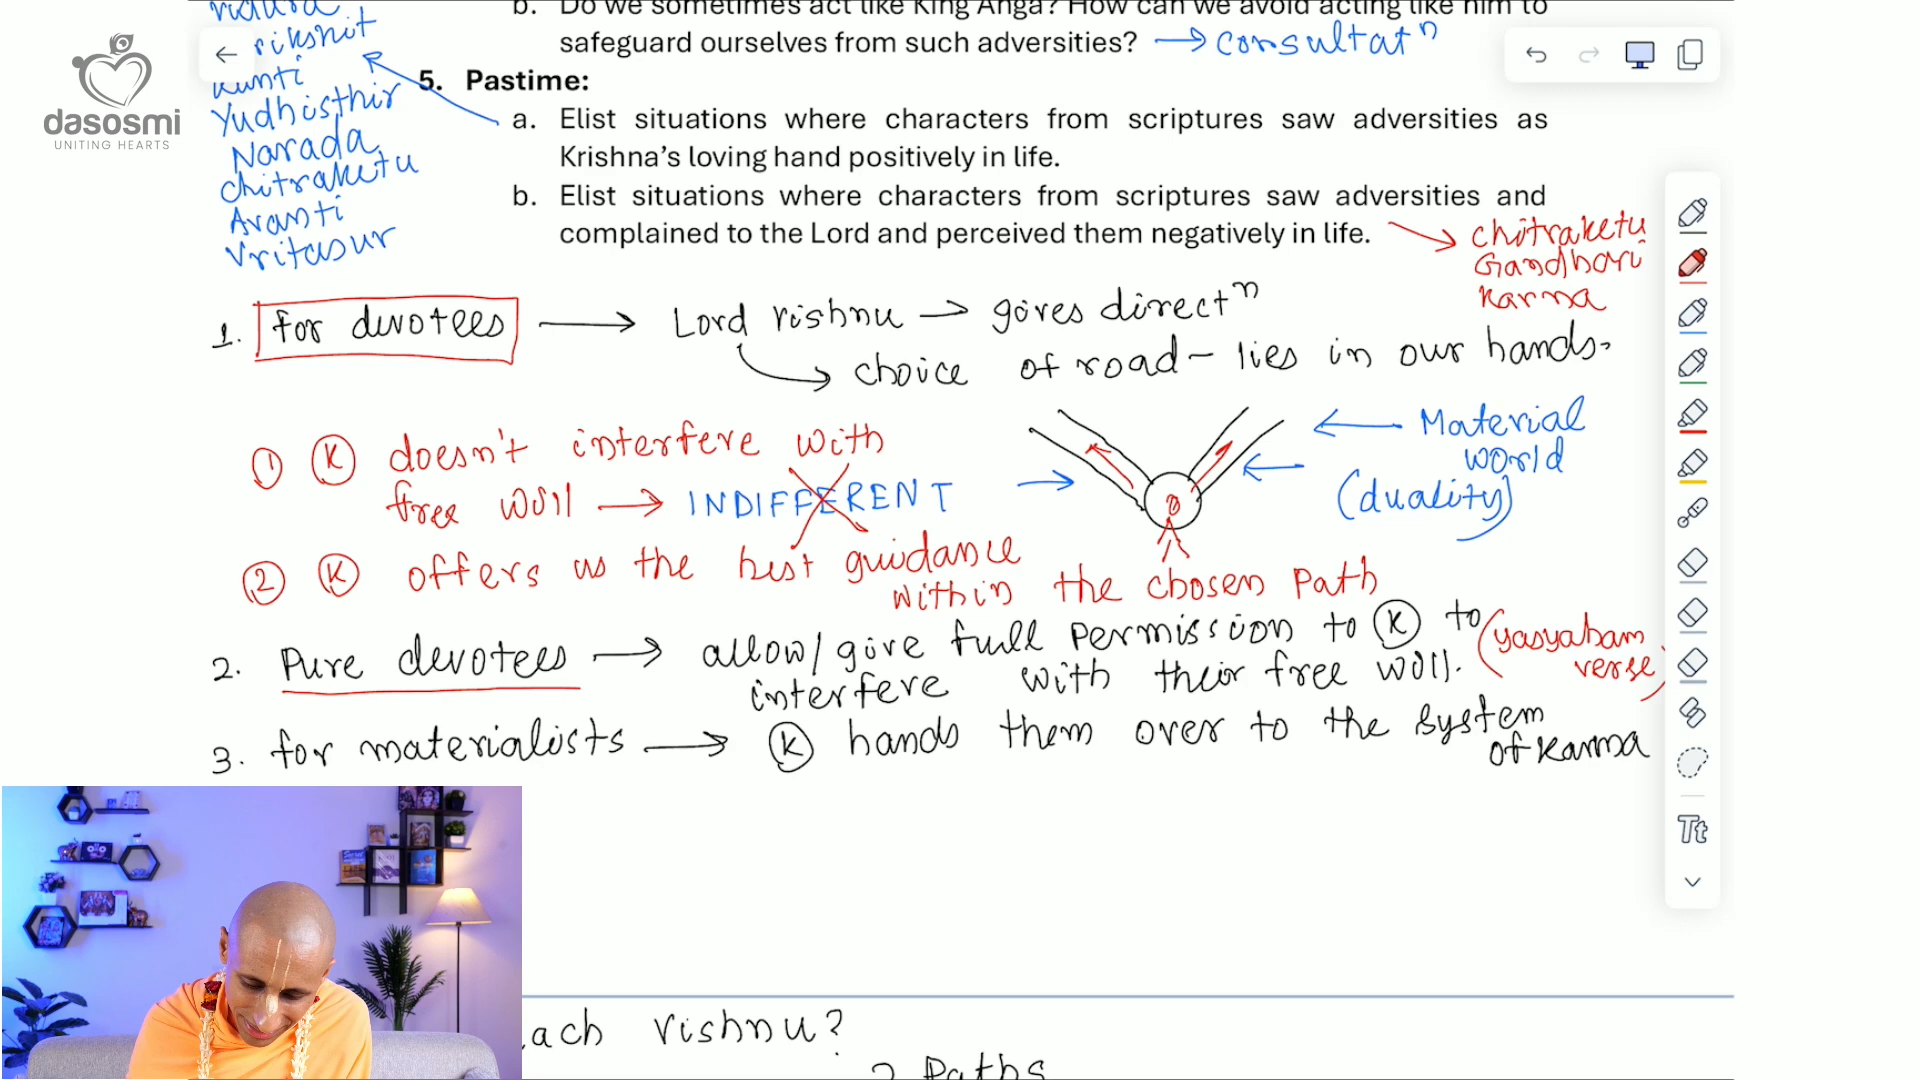 b. Do we sometimes act like King Anga? How can we avoid acting like him to
safeguard ourselves from such adversities? → consultatⁿ
dasosmi
UNITING HEARTS
rikshit
Kunti
Yudhisthir
Narada
Chitraketu
Avanti
Vritasur
5. Pastime:
a. Elist situations where characters from scriptures saw adversities as
Krishna's loving hand positively in life.
b. Elist situations where characters from scriptures saw adversities and
complained to the Lord and perceived them negatively in life.
Chitraketu
Gandhari
Karna
1. for devotees → Lord vishnu → gives directⁿ
choice of road - lies in our hands.
① Ⓚ doesn't interfere with
free will → INDIFFERENT
Material
world
(duality)
② Ⓚ offers us the best guidance
within the chosen path
2. Pure devotees → allow/give full permission to Ⓚ to
interfere with their free will.
(yasyaham
verse)
3. for materialists → Ⓚ hands them over to the system
of karma
Tt
ach vishnu?
2 Paths